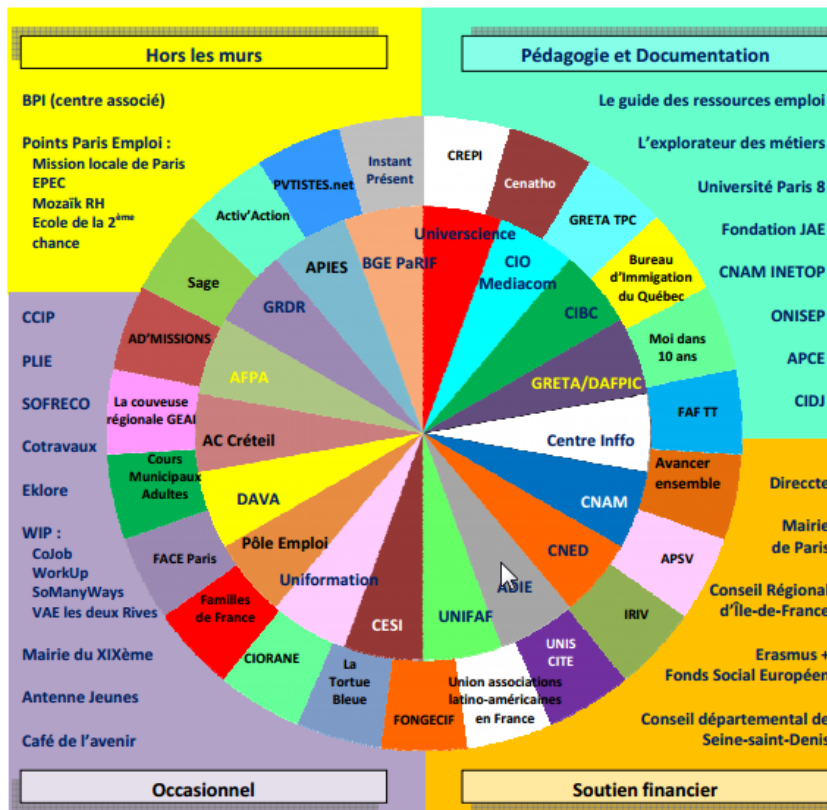 Hors les murs
BPI (centre associé)
Points Paris Emploi :
Mission locale de Paris
EPEC
Mozaïk RH
Ecole de la 2ème
chance
Pédagogie et Documentation
Le guide des ressources emploi
L'explorateur des métiers
Université Paris 8
Fondation JAE
CNAM INETOP
ONISEP
APCE
CIDJ
CCIP
PLIE
SOFRECO
Cotravaux
Eklore
WIP :
CoJob
WorkUp
SoManyWays
VAE les deux Rives
Mairie du XIXème
Antenne Jeunes
Café de l'avenir
Occasionnel
Direccte
Mairie
de Paris
Conseil Régional
d'Île-de-France
Erasmus +
Fonds Social Européen
Conseil départemental de
Seine-saint-Denis
Soutien financier
CREPI
Cenatho
GRETA TPC
Bureau
d'Immigation
du Québec
Moi dans
10 ans
FAF TT
Avancer
ensemble
APSV
IRIV
UNIS
CITE
Union associations
latino-américaines
en France
FONGECIF
La
Tortue
Bleue
CIORANE
Familles
de France
FACE Paris
Cours
Municipaux
Adultes
La couveuse
régionale GEAI
AD'MISSIONS
Sage
Activ'Action
PVTISTES.net
Instant
Présent
Universcience
CIO
Mediacom
CIBC
GRETA/DAFPIC
Centre Inffo
CNAM
CNED
ADIE
UNIFAF
CESI
Uniformation
Pôle Emploi
DAVA
AC Créteil
AFPA
GRDR
APIES
BGE PaRIF